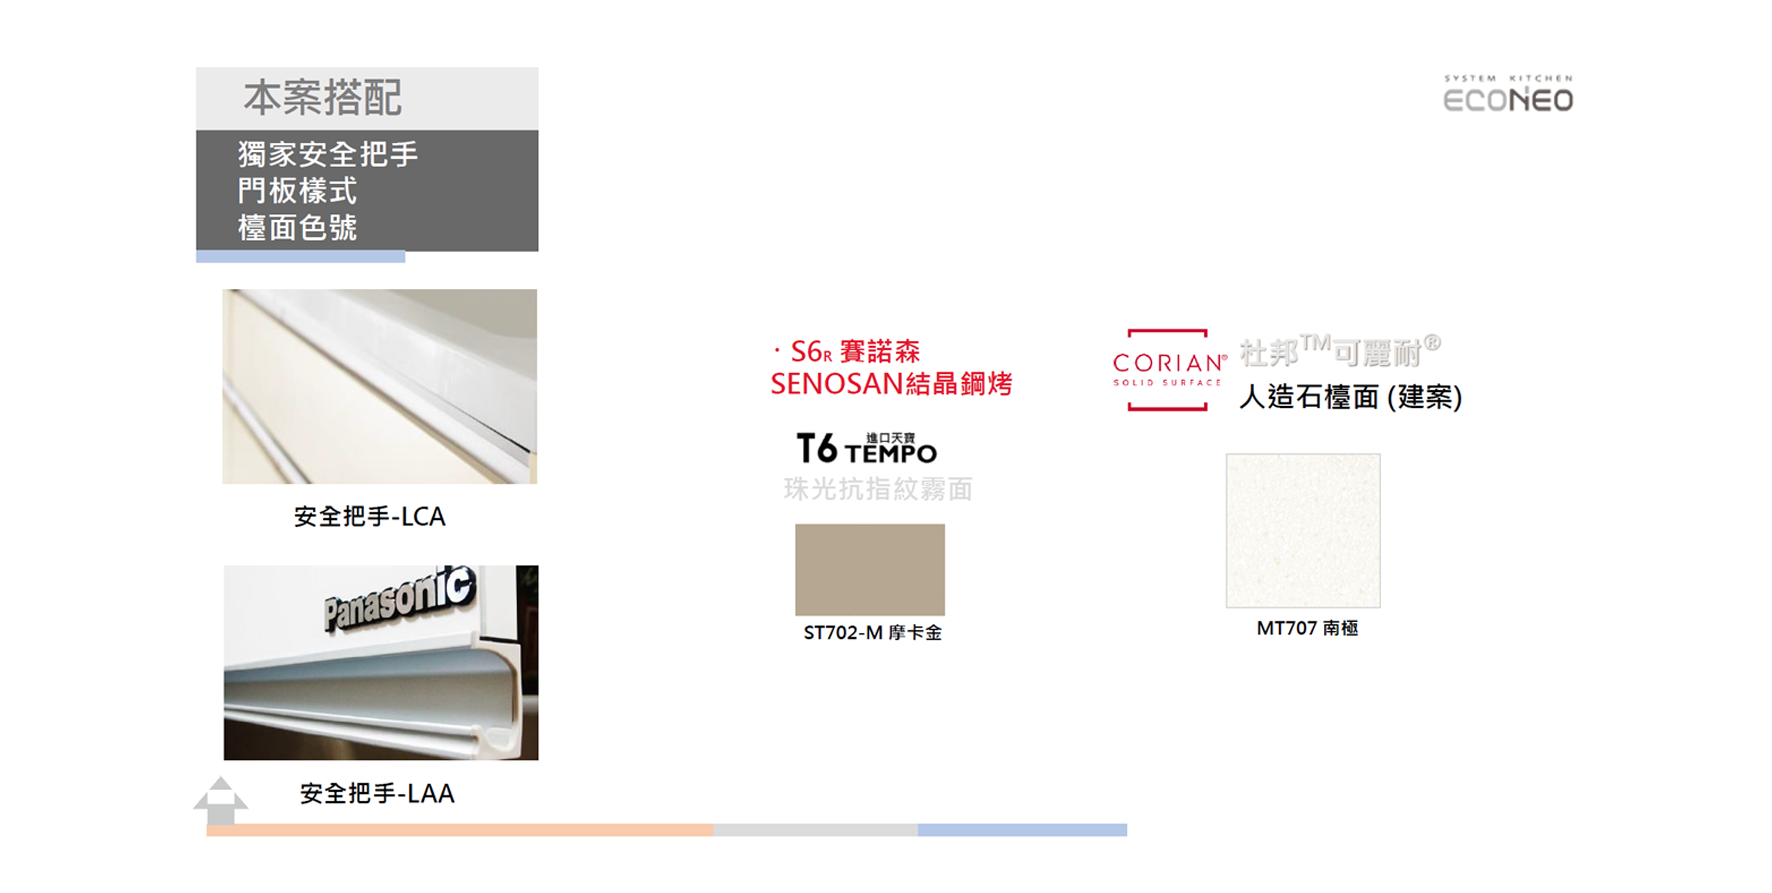 本案搭配
SYSTEM KITCHEN
ECONEO
獨家安全把手
門板樣式
檯面色號
安全把手-LCA
Panasonic
安全把手-LAA
·S6R 賽諾森
SENOSAN結晶鋼烤
T6 進口天寶 TEMPO
珠光抗指紋霧面
ST702-M 摩卡金
CORIAN®
SOLID SURFACE
杜邦™可麗耐®
人造石檯面 (建案)
MT707 南極